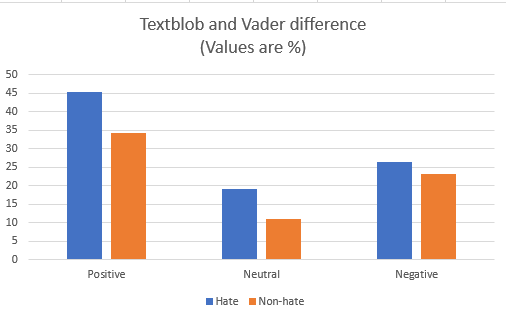 Textblob and Vader difference
(Values are %)
50
45
40
35
30
25
20
15
10
5
0
Positive Neutral Negative
Hate Non-hate